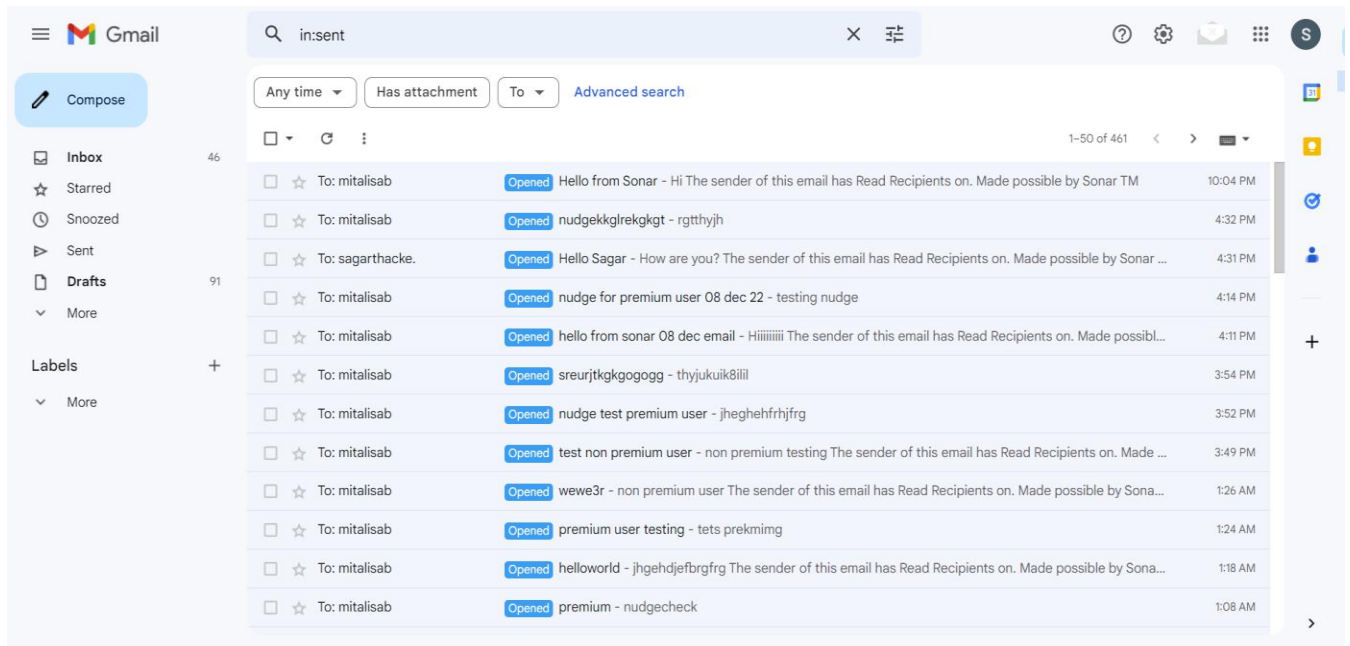 Gmail
in:sent
S
Compose
Any time Has attachment To Advanced search
31
1–50 of 461
Inbox 46
Starred
Snoozed
Sent
Drafts 91
More
Labels
More
To: mitalisab Opened Hello from Sonar - Hi The sender of this email has Read Recipients on. Made possible by Sonar TM 10:04 PM
To: mitalisab Opened nudgekkglrekgkgt - rgtthyjh 4:32 PM
To: sagarthacke. Opened Hello Sagar - How are you? The sender of this email has Read Recipients on. Made possible by Sonar ... 4:31 PM
To: mitalisab Opened nudge for premium user 08 dec 22 - testing nudge 4:14 PM
To: mitalisab Opened hello from sonar 08 dec email - Hiiiiiiiii The sender of this email has Read Recipients on. Made possibl... 4:11 PM
To: mitalisab Opened sreurjtkgkgogogg - thyjukuik8ilil 3:54 PM
To: mitalisab Opened nudge test premium user - jheghehfrhjfrg 3:52 PM
To: mitalisab Opened test non premium user - non premium testing The sender of this email has Read Recipients on. Made ... 3:49 PM
To: mitalisab Opened wewe3r - non premium user The sender of this email has Read Recipients on. Made possible by Sona... 1:26 AM
To: mitalisab Opened premium user testing - tets prekmimg 1:24 AM
To: mitalisab Opened helloworld - jhgehdjefbrgfrg The sender of this email has Read Recipients on. Made possible by Sona... 1:18 AM
To: mitalisab Opened premium - nudgecheck 1:08 AM